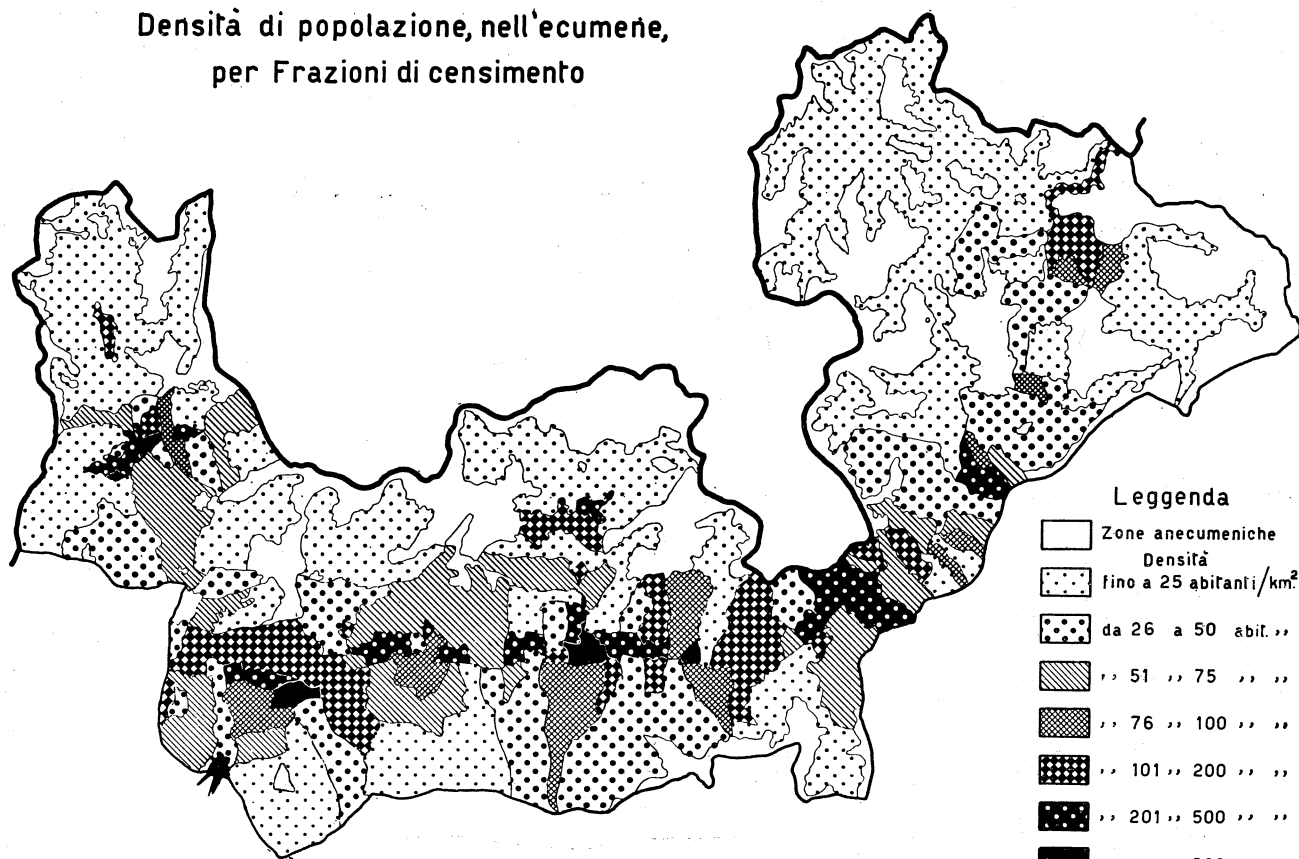 Densità di popolazione, nell'ecumene,
per Frazioni di censimento
Leggenda
Zone anecumeniche
Densità
fino a 25 abitanti/km²
da 26 a 50 abit. ,,
,, 51 ,, 75 ,, ,,
,, 76 ,, 100 ,, ,,
,, 101 ,, 200 ,, ,,
,, 201 ,, 500 ,, ,,